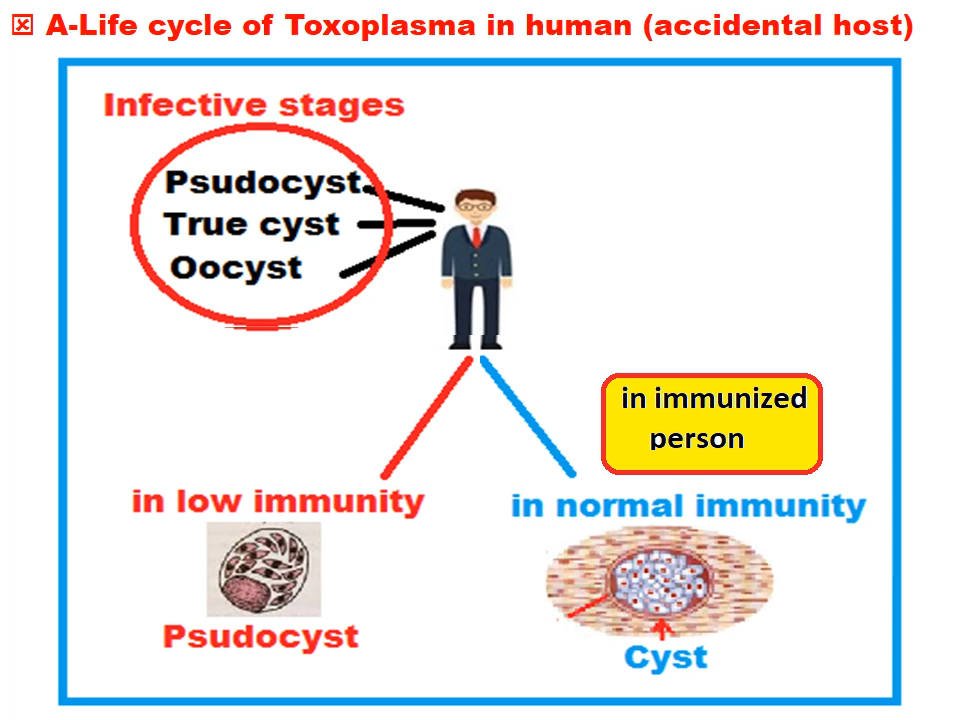 ☒ A-Life cycle of Toxoplasma in human (accidental host)
Infective stages
Psudocyst
True cyst
Oocyst
in immunized
person
in low immunity
in normal immunity
Psudocyst
Cyst